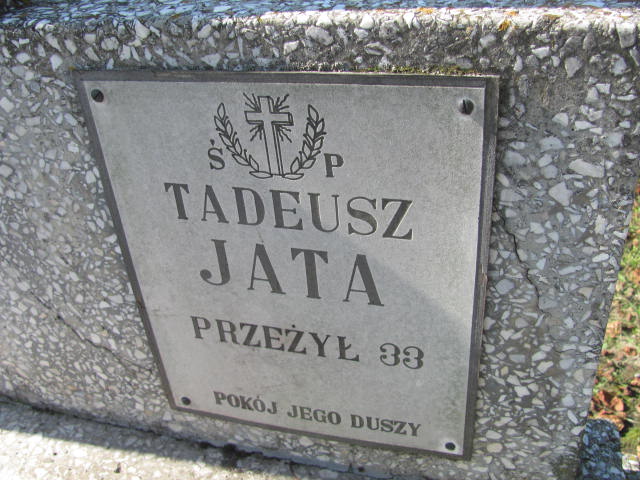 Ś P
TADEUSZ
JATA
PRZEŻYŁ 33
POKÓJ JEGO DUSZY